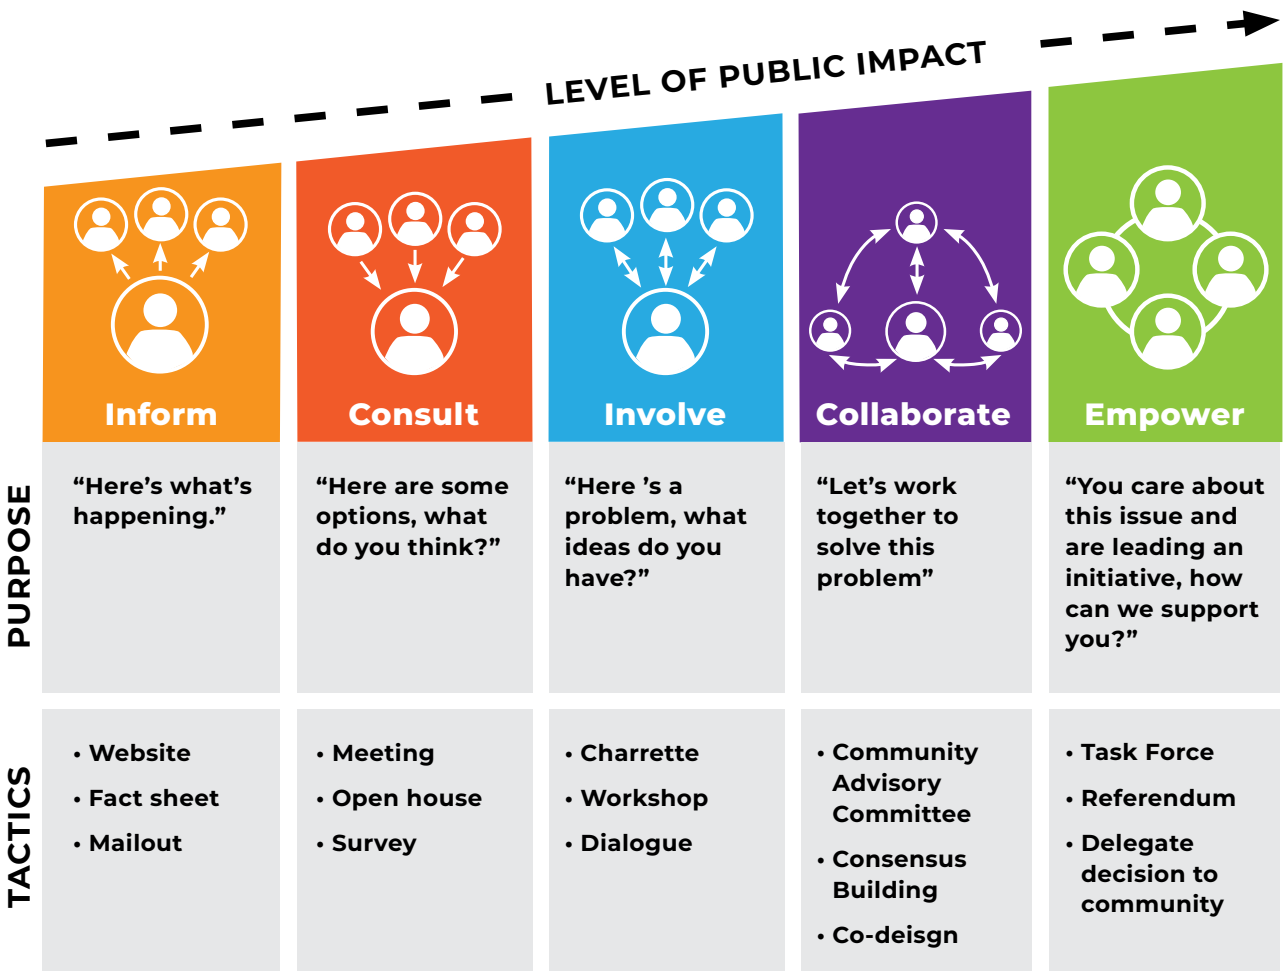 LEVEL OF PUBLIC IMPACT
Inform
Consult
Involve
Collaborate
Empower
PURPOSE
“Here’s what’s
happening.”
“Here are some
options, what
do you think?”
“Here ’s a
problem, what
ideas do you
have?”
“Let’s work
together to
solve this
problem”
“You care about
this issue and
are leading an
initiative, how
can we support
you?”
TACTICS
• Website
• Fact sheet
• Mailout
• Meeting
• Open house
• Survey
• Charrette
• Workshop
• Dialogue
• Community
Advisory
Committee
• Consensus
Building
• Co-deisgn
• Task Force
• Referendum
• Delegate
decision to
community